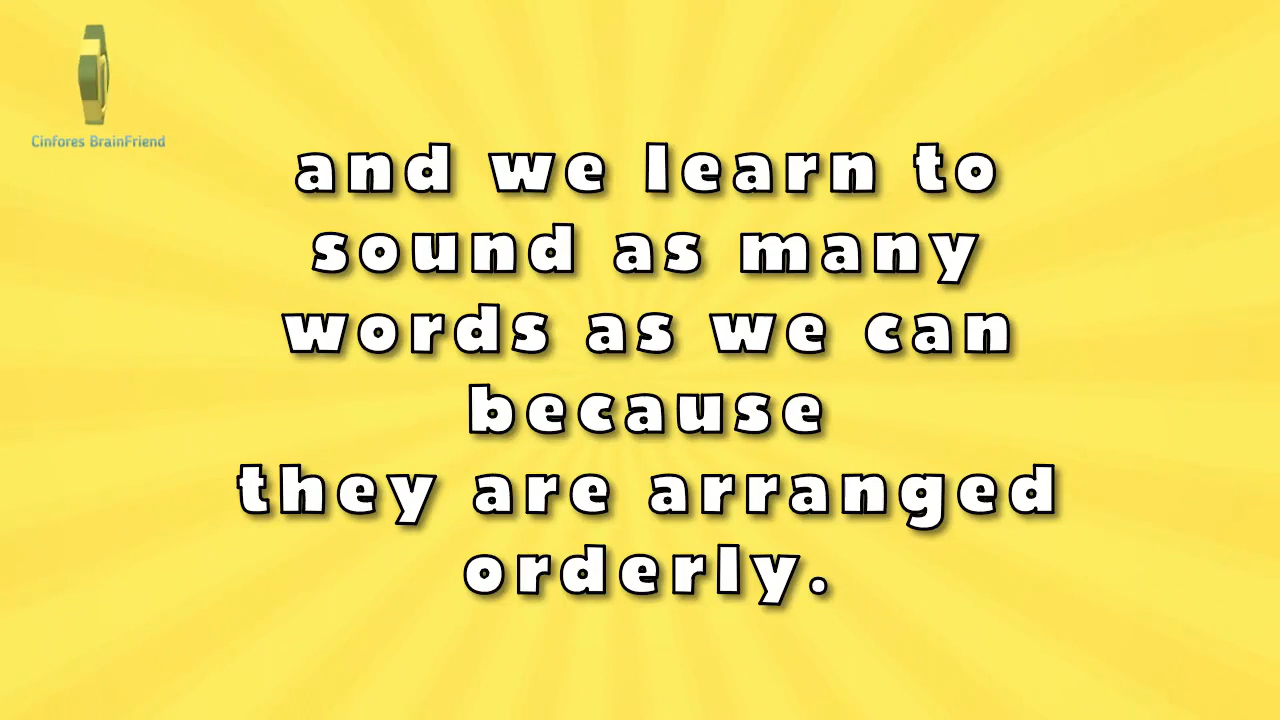 Cinfores BrainFriend
and we learn to
sound as many
words as we can
because
they are arranged
orderly.